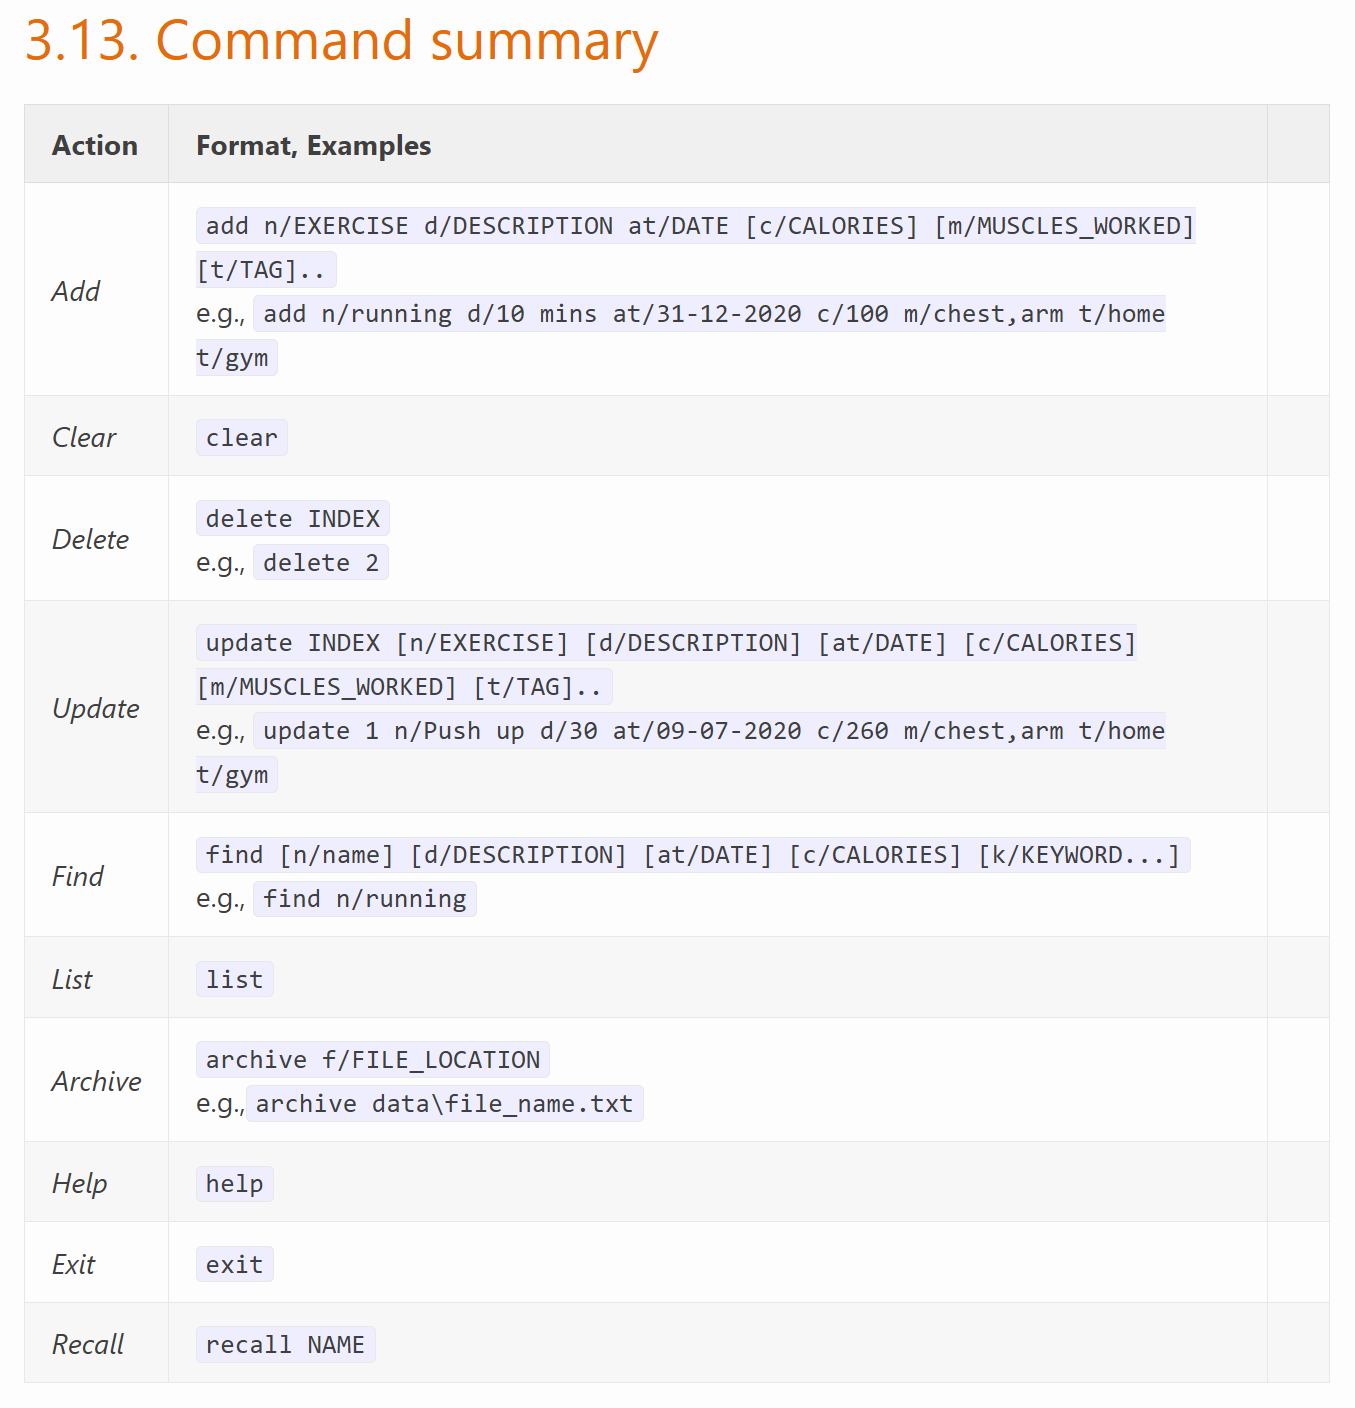 3.13. Command summary
Action Format, Examples
Add
add n/EXERCISE d/DESCRIPTION at/DATE [c/CALORIES] [m/MUSCLES_WORKED]
[t/TAG]..
e.g., add n/running d/10 mins at/31-12-2020 c/100 m/chest,arm t/home
t/gym
Clear clear
Delete
delete INDEX
e.g., delete 2
Update
update INDEX [n/EXERCISE] [d/DESCRIPTION] [at/DATE] [c/CALORIES]
[m/MUSCLES_WORKED] [t/TAG]..
e.g., update 1 n/Push up d/30 at/09-07-2020 c/260 m/chest,arm t/home
t/gym
Find
find [n/name] [d/DESCRIPTION] [at/DATE] [c/CALORIES] [k/KEYWORD...]
e.g., find n/running
List list
Archive
archive f/FILE_LOCATION
e.g., archive data\file_name.txt
Help help
Exit exit
Recall recall NAME